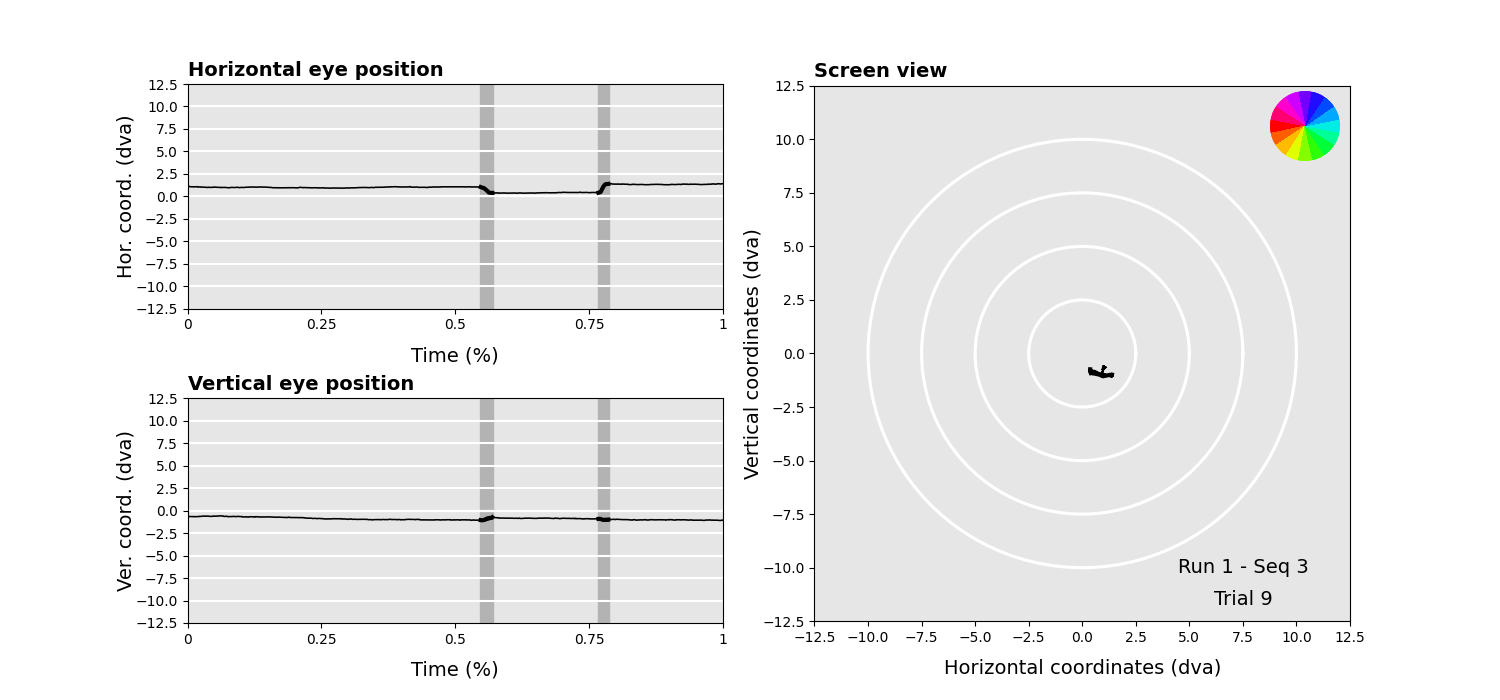 Horizontal eye position
Hor. coord. (dva)
12.5
10.0
7.5
5.0
2.5
0.0
−2.5
−5.0
−7.5
−10.0
−12.5
0 0.25 0.5 0.75 1
Time (%)
Vertical eye position
Ver. coord. (dva)
12.5
10.0
7.5
5.0
2.5
0.0
−2.5
−5.0
−7.5
−10.0
−12.5
0 0.25 0.5 0.75 1
Time (%)
Screen view
Vertical coordinates (dva)
12.5
10.0
7.5
5.0
2.5
0.0
−2.5
−5.0
−7.5
−10.0
−12.5
Run 1 - Seq 3
Trial 9
−12.5 −10.0 −7.5 −5.0 −2.5 0.0 2.5 5.0 7.5 10.0 12.5
Horizontal coordinates (dva)